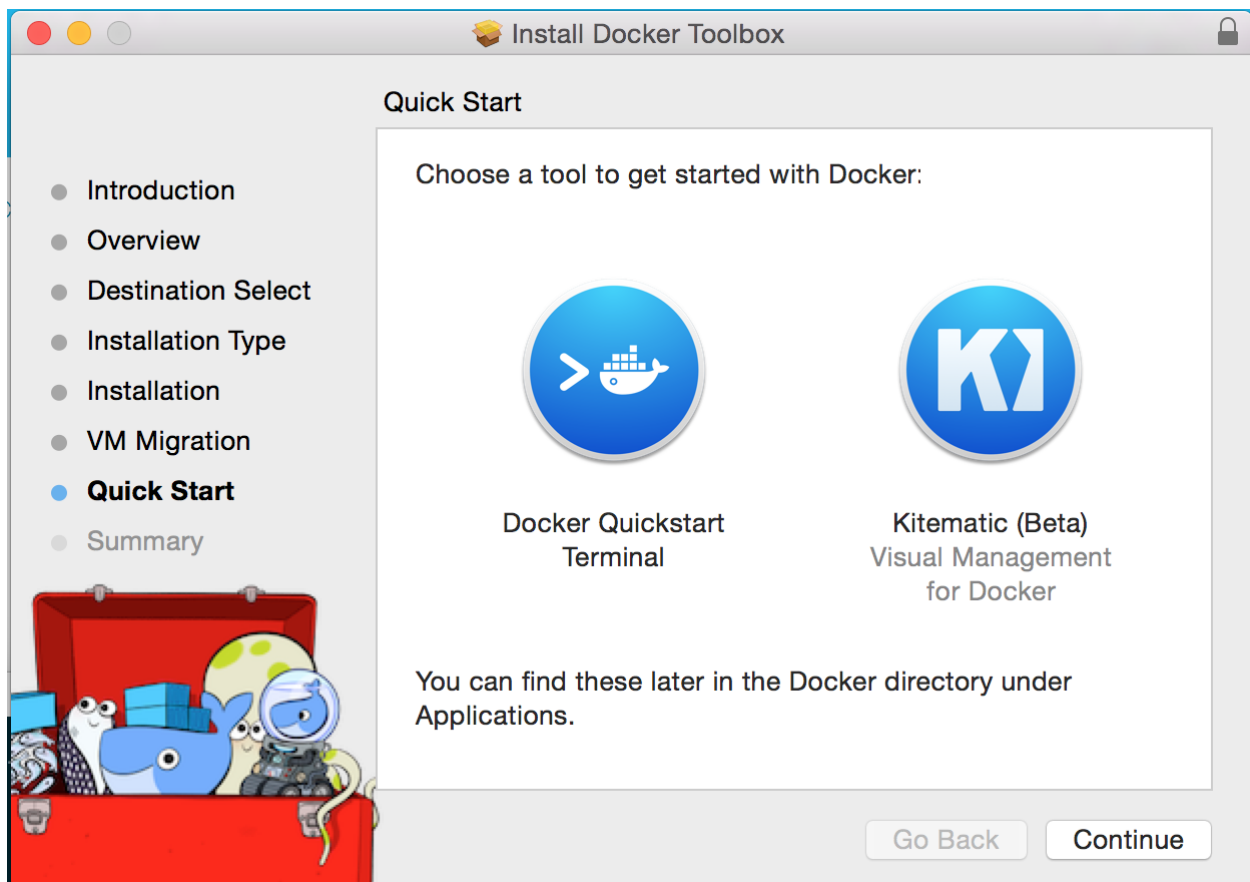 Install Docker Toolbox
Quick Start
Introduction
Overview
Destination Select
Installation Type
Installation
VM Migration
Quick Start
Summary
Choose a tool to get started with Docker:
Docker Quickstart
Terminal
Kitematic (Beta)
Visual Management
for Docker
You can find these later in the Docker directory under
Applications.
Go Back
Continue